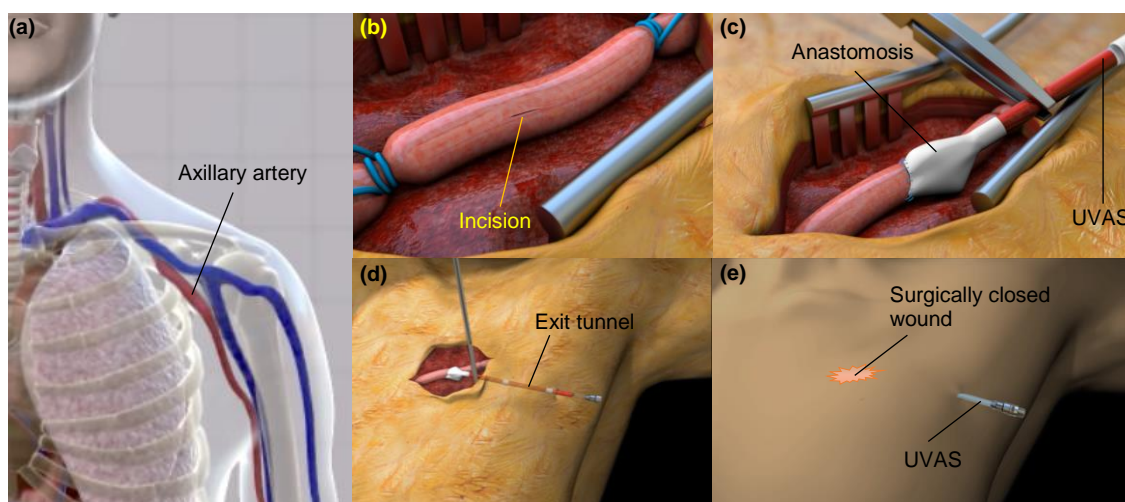 (a)
Axillary artery
(b)
Incision
(c)
Anastomosis
UVAS
(d)
Exit tunnel
(e)
Surgically closed
wound
UVAS